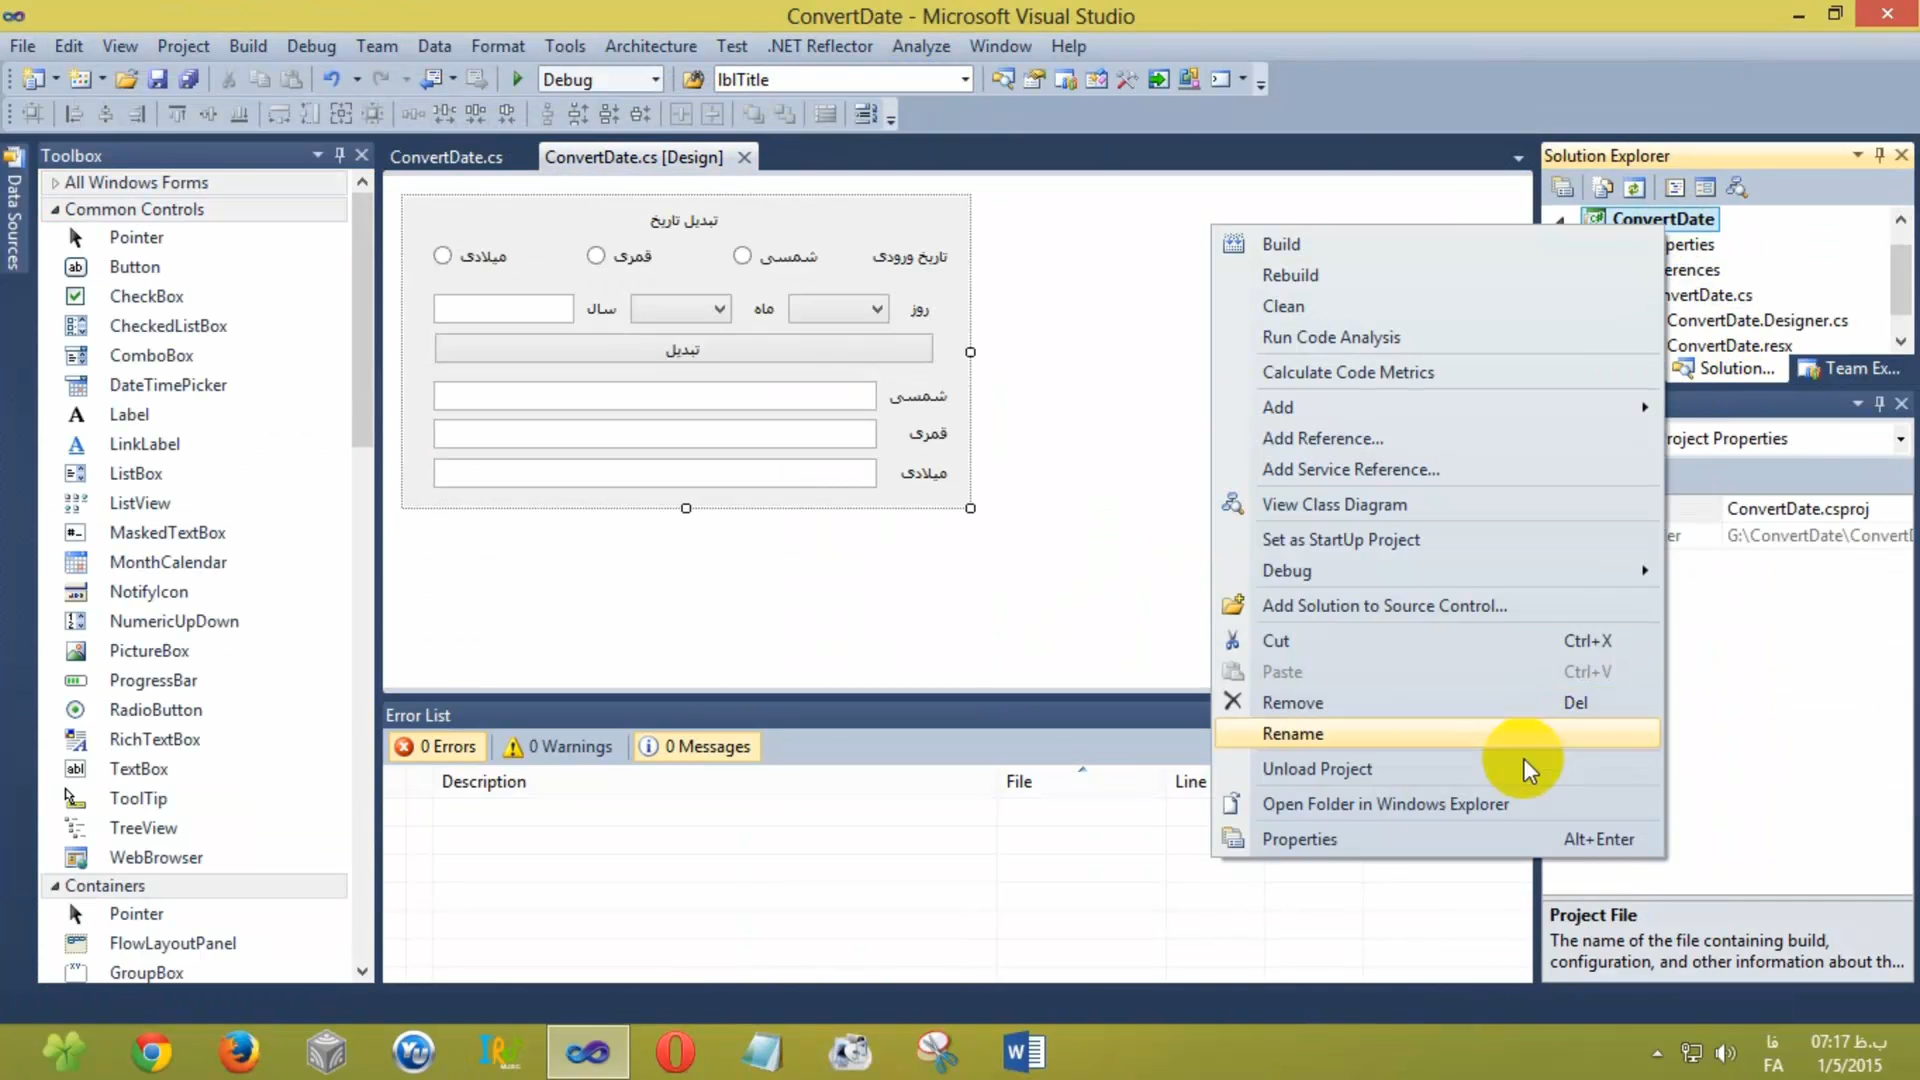 ConvertDate - Microsoft Visual Studio
File Edit View Project Build Debug Team Data Format Tools Architecture Test .NET Reflector Analyze Window Help
Debug
lblTitle
Data Sources
Toolbox
All Windows Forms
Common Controls
Pointer
Button
CheckBox
CheckedListBox
ComboBox
DateTimePicker
Label
LinkLabel
ListBox
ListView
MaskedTextBox
MonthCalendar
NotifyIcon
NumericUpDown
PictureBox
ProgressBar
RadioButton
RichTextBox
TextBox
ToolTip
TreeView
WebBrowser
Containers
Pointer
FlowLayoutPanel
GroupBox
ConvertDate.cs
ConvertDate.cs [Design]
تبدیل تاریخ
تاریخ ورودی شمسی قمری میلادی
روز ماه سال
تبدیل
شمسی
قمری
میلادی
Error List
0 Errors 0 Warnings 0 Messages
Description File Line
Build
Rebuild
Clean
Run Code Analysis
Calculate Code Metrics
Add
Add Reference...
Add Service Reference...
View Class Diagram
Set as StartUp Project
Debug
Add Solution to Source Control...
Cut Ctrl+X
Paste Ctrl+V
Remove Del
Rename
Unload Project
Open Folder in Windows Explorer
Properties Alt+Enter
Solution Explorer
ConvertDate
perties
erences
nvertDate.cs
ConvertDate.Designer.cs
ConvertDate.resx
Solution... Team Ex...
roject Properties
ConvertDate.csproj
er G:\ConvertDate\Convert
Project File
The name of the file containing build,
configuration, and other information about th...
فا
FA
07:17 ب.ظ
1/5/2015